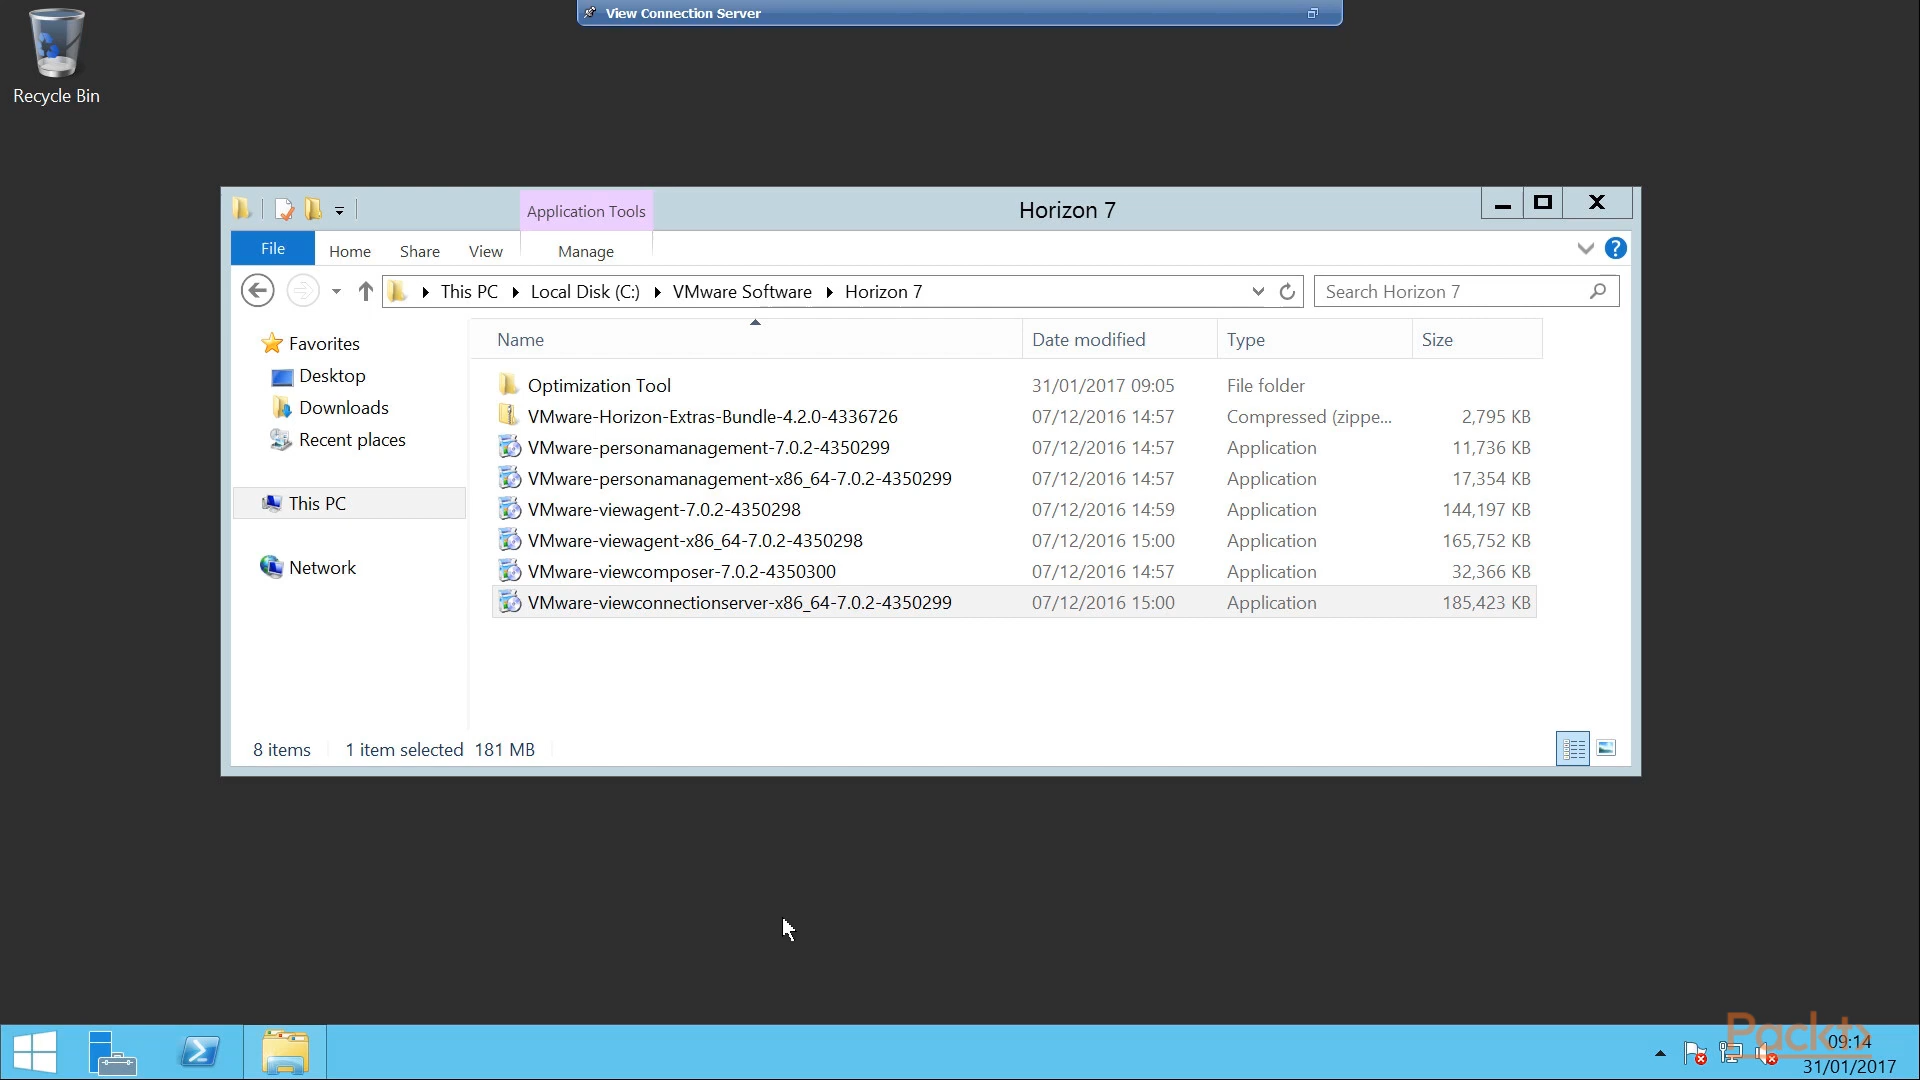 View Connection Server
Recycle Bin
Application Tools
Horizon 7
File
Home
Share
View
Manage
?
This PC
Local Disk (C:)
VMware Software
Horizon 7
Search Horizon 7
Favorites
Desktop
Downloads
Recent places
This PC
Network
Name Date modified Type Size
Optimization Tool 31/01/2017 09:05 File folder
VMware-Horizon-Extras-Bundle-4.2.0-4336726 07/12/2016 14:57 Compressed (zippe... 2,795 KB
VMware-personamanagement-7.0.2-4350299 07/12/2016 14:57 Application 11,736 KB
VMware-personamanagement-x86_64-7.0.2-4350299 07/12/2016 14:57 Application 17,354 KB
VMware-viewagent-7.0.2-4350298 07/12/2016 14:59 Application 144,197 KB
VMware-viewagent-x86_64-7.0.2-4350298 07/12/2016 15:00 Application 165,752 KB
VMware-viewcomposer-7.0.2-4350300 07/12/2016 14:57 Application 32,366 KB
VMware-viewconnectionserver-x86_64-7.0.2-4350299 07/12/2016 15:00 Application 185,423 KB
8 items 1 item selected 181 MB
Packt>
09:14
31/01/2017